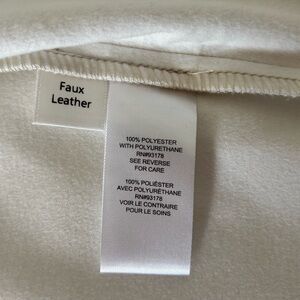 Faux
Leather
100% POLYESTER
WITH POLYURETHANE
RN#93178
SEE REVERSE
FOR CARE
100% POLIÉSTER
AVEC POLYURÉTHANE
RN#93178
VOIR LE CONTRAIRE
POUR LE SOINS